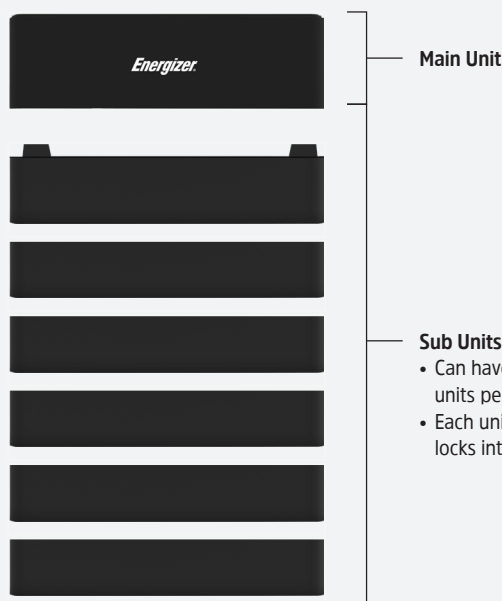 Energizer.
Main Unit
Sub Units
• Can have
units pe
• Each uni
locks int